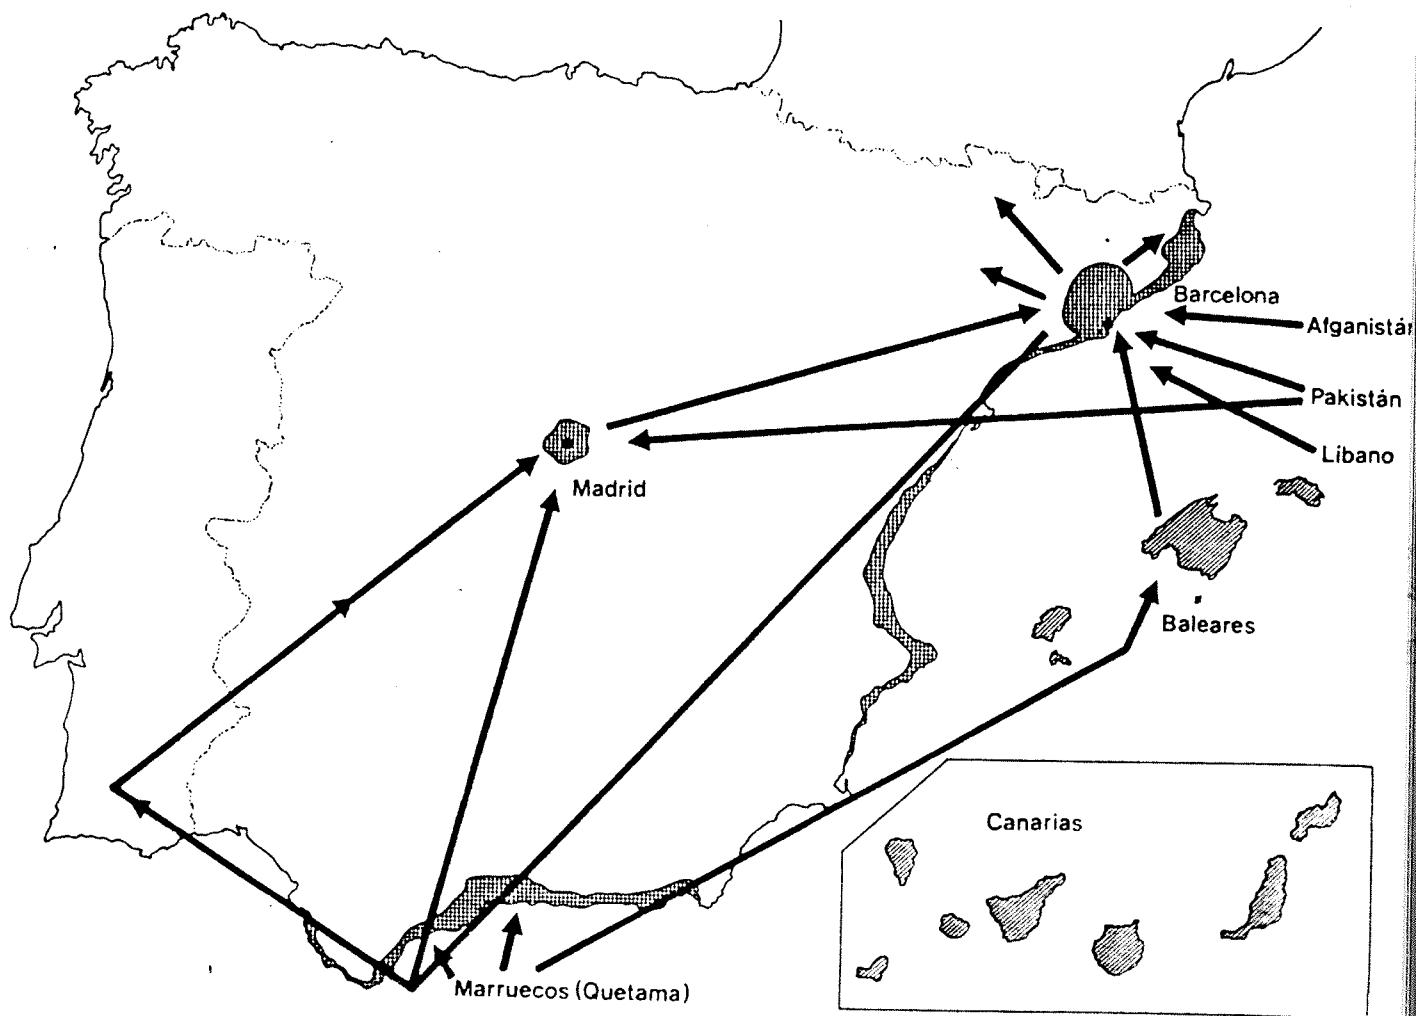 Barcelona
Afganistán
Pakistán
Líbano
Madrid
Baleares
Canarias
Marruecos (Quetama)